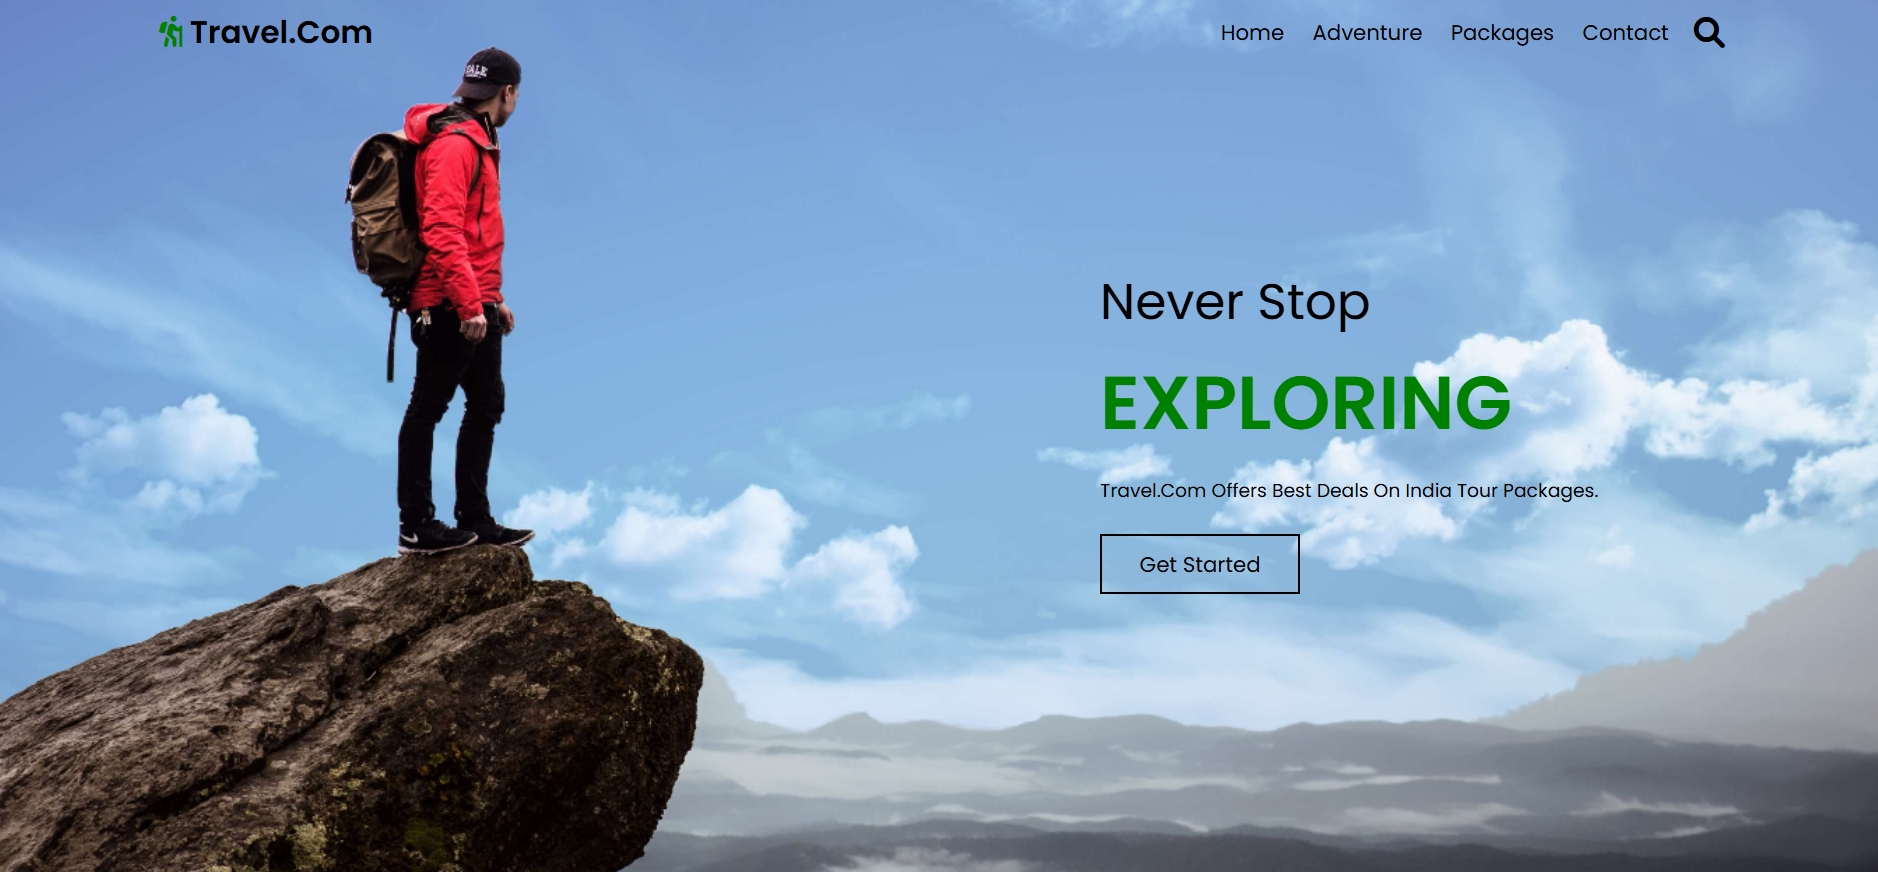 Travel.Com
Home Adventure Packages Contact
Never Stop
EXPLORING
Travel.Com Offers Best Deals On India Tour Packages.
Get Started